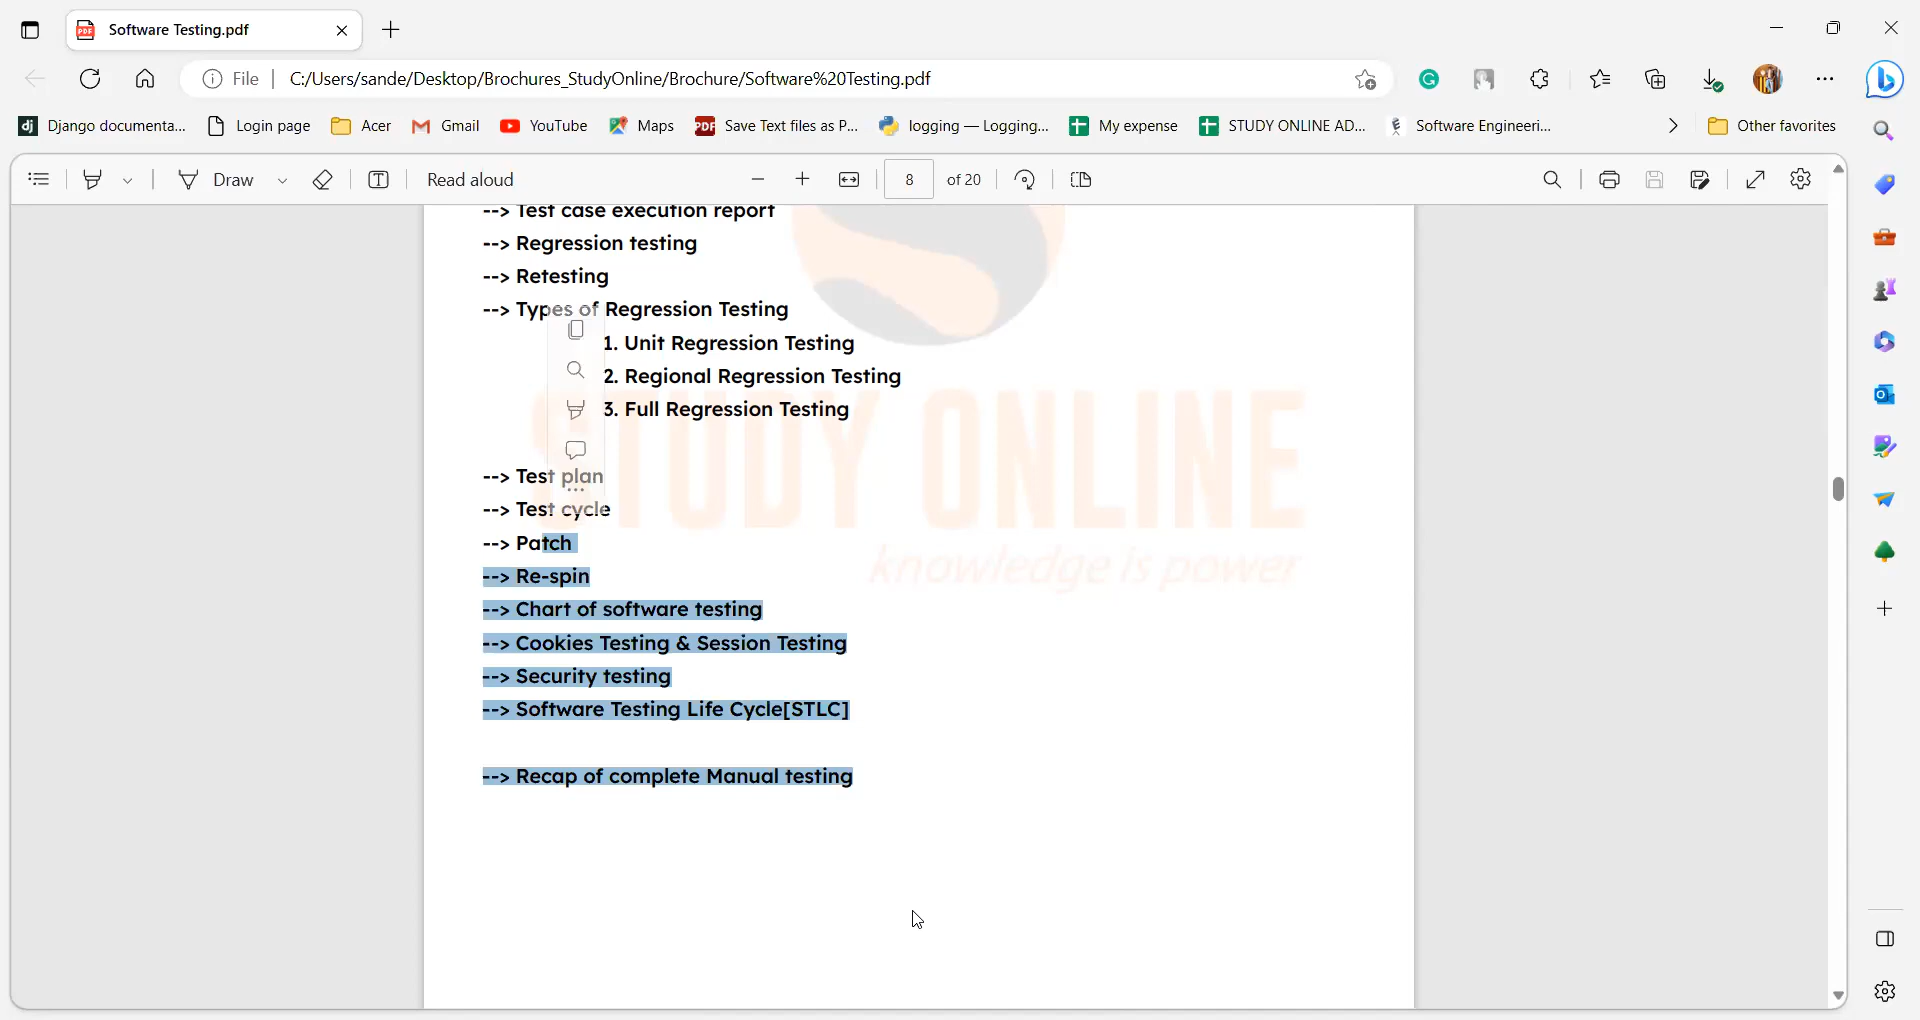 Software Testing.pdf
File
C:/Users/sande/Desktop/Brochures_StudyOnline/Brochure/Software%20Testing.pdf
Django documenta... Login page Acer Gmail YouTube Maps PDF Save Text files as P... logging — Logging... My expense STUDY ONLINE AD... Software Engineeri... Other favorites
Draw Read aloud 8 of 20
--> Test case execution report
--> Regression testing
--> Retesting
--> Types of Regression Testing
1. Unit Regression Testing
2. Regional Regression Testing
3. Full Regression Testing
STUDY ONLINE
--> Test plan
--> Test cycle
--> Patch
knowledge is power
--> Re-spin
--> Chart of software testing
--> Cookies Testing & Session Testing
--> Security testing
--> Software Testing Life Cycle[STLC]
--> Recap of complete Manual testing